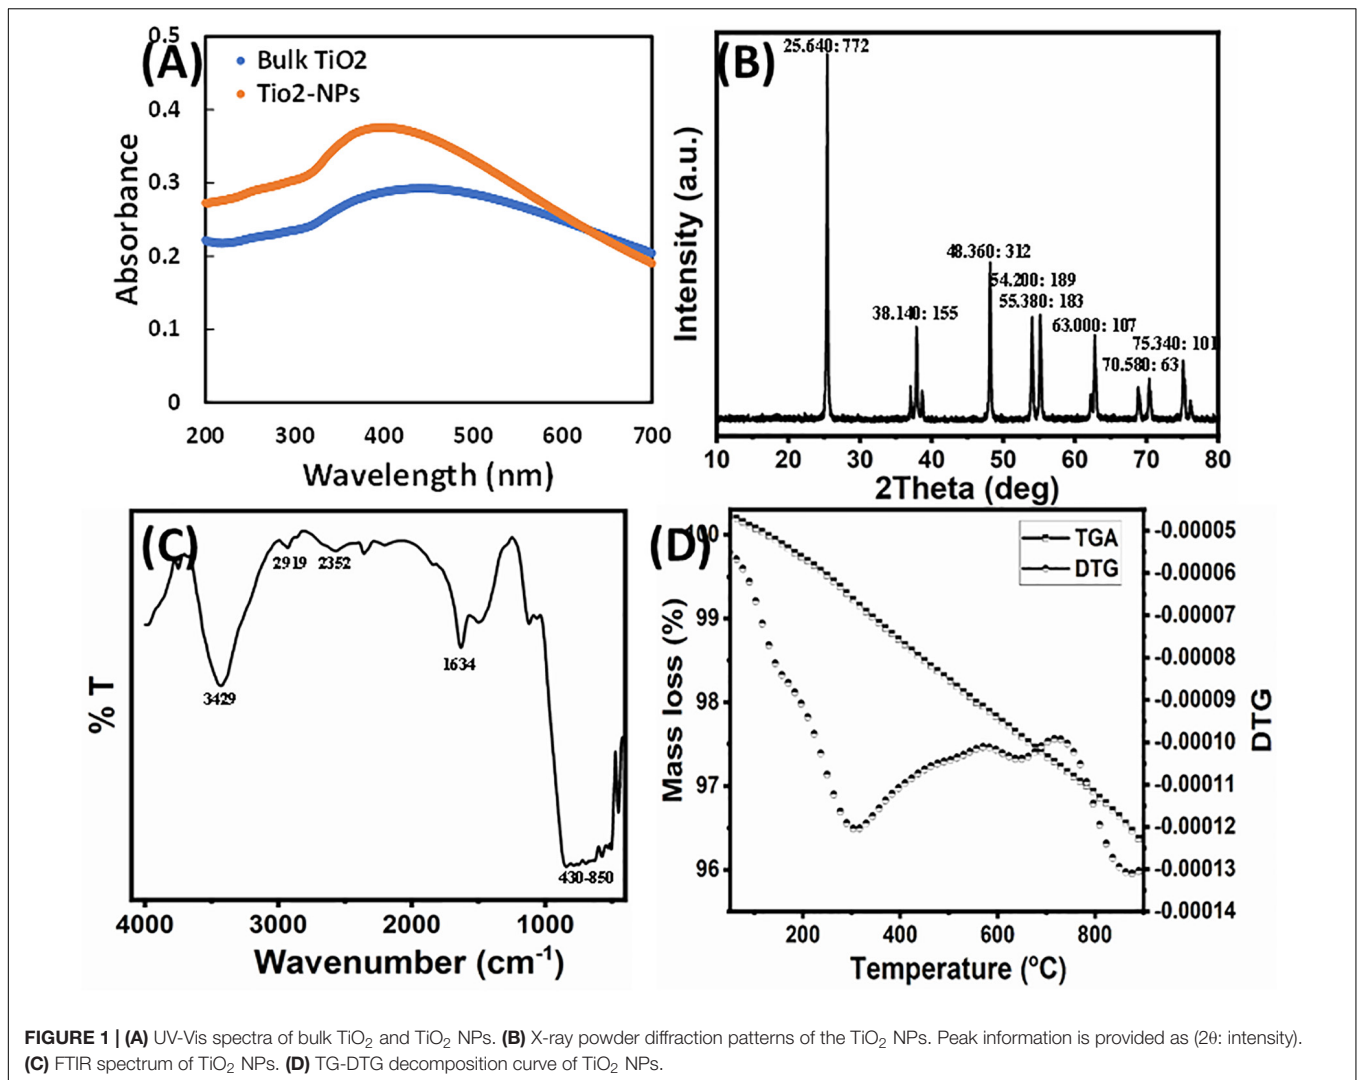 (A)
0.5
0.4
0.3
0.2
0.1
0
Absorbance
Bulk TiO2
Tio2-NPs
200 300 400 500 600 700
Wavelength (nm)
(B)
Intensity (a.u.)
25.640: 772
38.140: 155
48.360: 312
54.200: 189
55.380: 183
63.000: 107
70.580: 63
75.340: 101
10 20 30 40 50 60 70 80
2Theta (deg)
(C)
% T
3429
2919
2352
1634
430-850
4000 3000 2000 1000
Wavenumber (cm-1)
(D)
Mass loss (%)
100
99
98
97
96
TGA
DTG
-0.00005
-0.00006
-0.00007
-0.00008
-0.00009
-0.00010
-0.00011
-0.00012
-0.00013
-0.00014
DTG
200 400 600 800
Temperature (ºC)
FIGURE 1 | (A) UV-Vis spectra of bulk TiO2 and TiO2 NPs. (B) X-ray powder diffraction patterns of the TiO2 NPs. Peak information is provided as (2θ: intensity).
(C) FTIR spectrum of TiO2 NPs. (D) TG-DTG decomposition curve of TiO2 NPs.